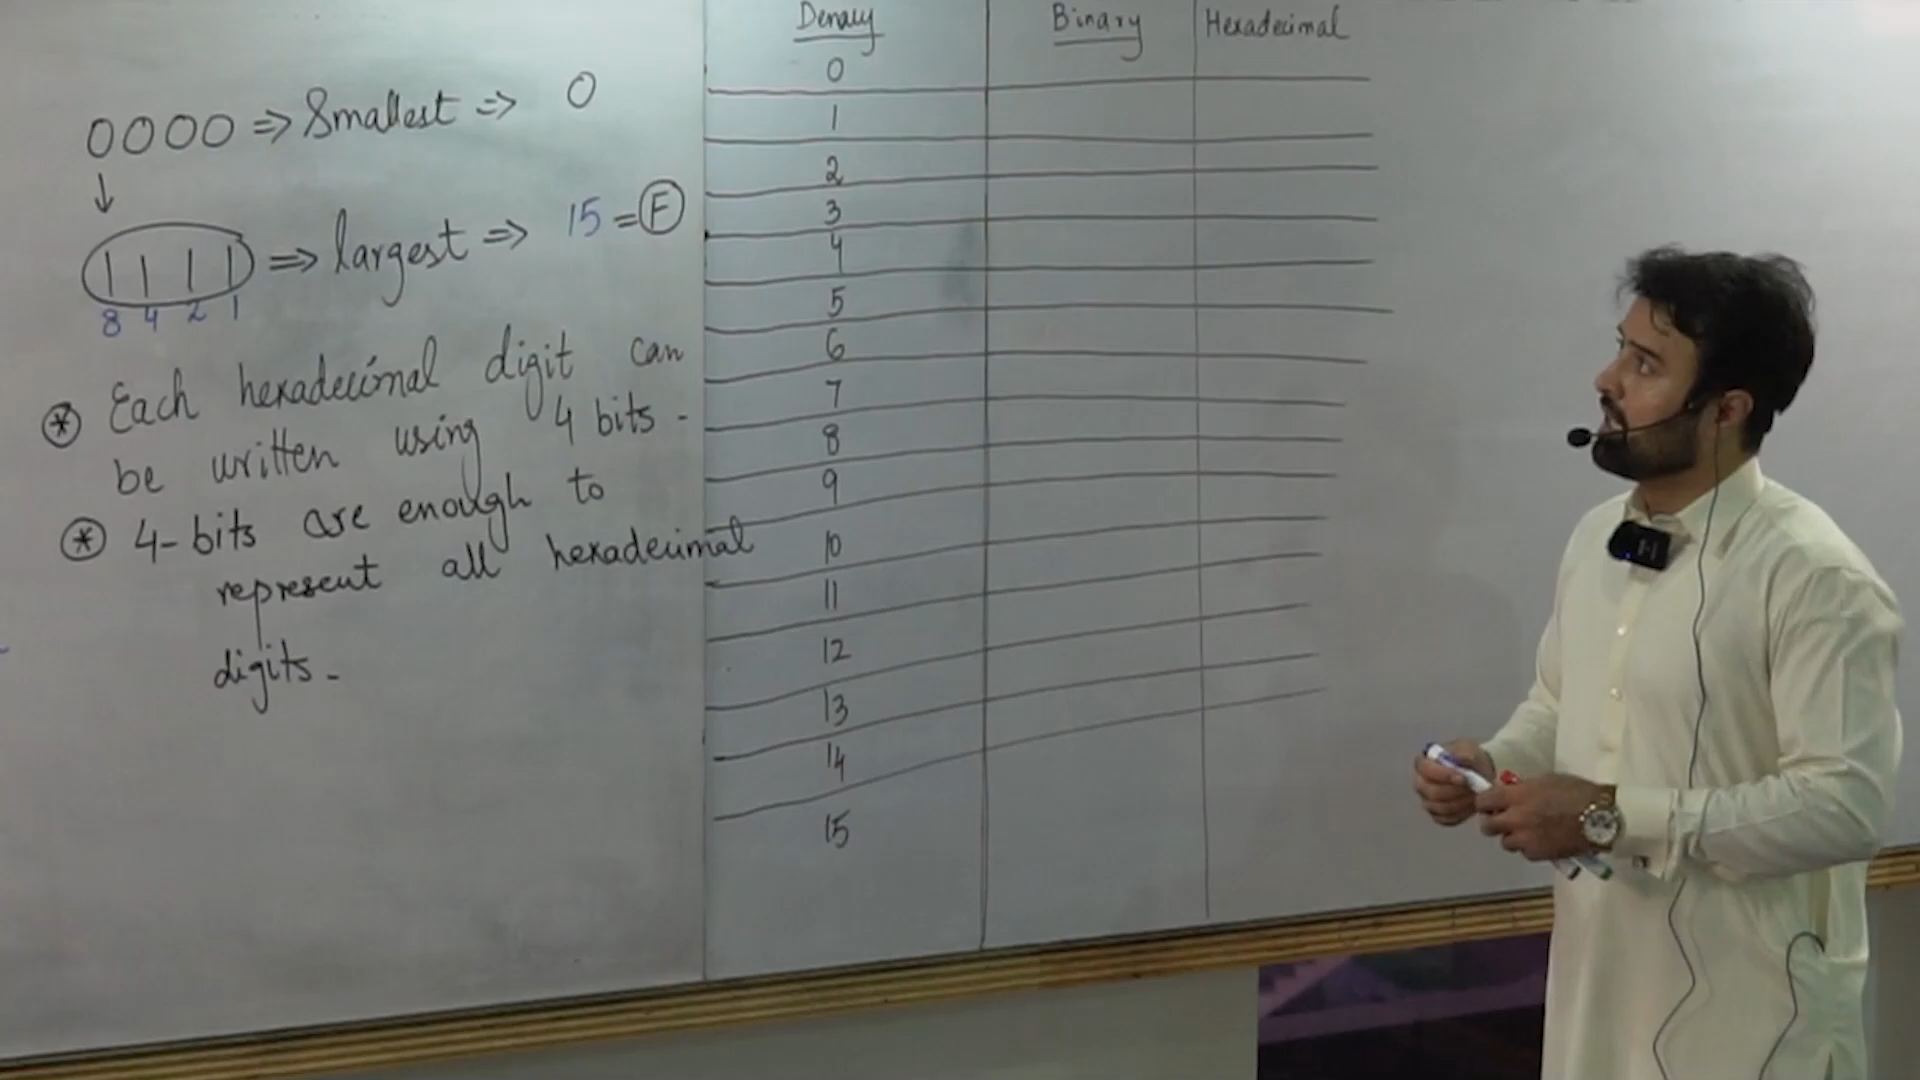 0000 => Smallest => 0
↓
1111 => largest => 15 = F
8 4 2 1
* Each hexadecimal digit can
be written using 4 bits -
* 4-bits are enough to
represent all hexadecimal
digits -
Denary Binary Hexadecimal
0
1
2
3
4
5
6
7
8
9
10
11
12
13
14
15